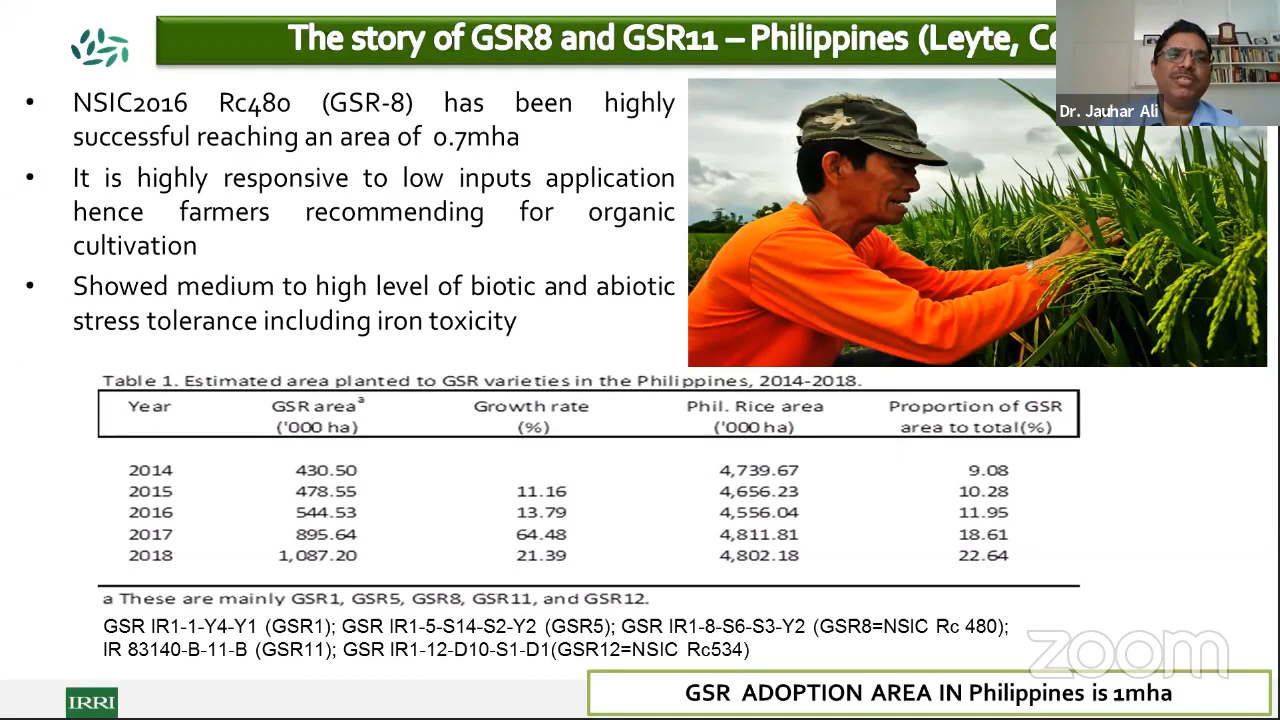 The story of GSR8 and GSR11 – Philippines (Leyte, Ce
Dr. Jauhar Ali
• NSIC2016 Rc480 (GSR-8) has been highly
successful reaching an area of 0.7mha
• It is highly responsive to low inputs application
hence farmers recommending for organic
cultivation
• Showed medium to high level of biotic and abiotic
stress tolerance including iron toxicity
Table 1. Estimated area planted to GSR varieties in the Philippines, 2014-2018.
Year GSR areaᵃ Growth rate Phil. Rice area Proportion of GSR
('000 ha) (%) ('000 ha) area to total(%)
2014 430.50 4,739.67 9.08
2015 478.55 11.16 4,656.23 10.28
2016 544.53 13.79 4,556.04 11.95
2017 895.64 64.48 4,811.81 18.61
2018 1,087.20 21.39 4,802.18 22.64
a These are mainly GSR1, GSR5, GSR8, GSR11, and GSR12.
GSR IR1-1-Y4-Y1 (GSR1); GSR IR1-5-S14-S2-Y2 (GSR5); GSR IR1-8-S6-S3-Y2 (GSR8=NSIC Rc 480);
IR 83140-B-11-B (GSR11); GSR IR1-12-D10-S1-D1(GSR12=NSIC Rc534)
zoom
IRRI
GSR ADOPTION AREA IN Philippines is 1mha